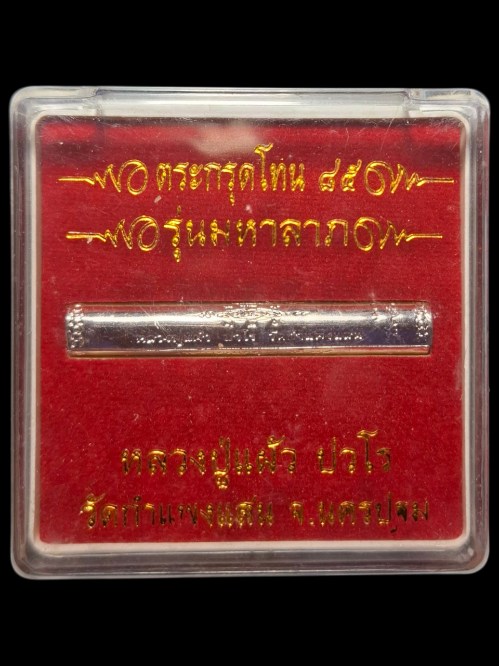 ตระกรุดโทน ๘๕
รุ่นมหาลาภ
หลวงปู่แผ้ว ปวโร
วัดกำแพงแสน จ.นครปฐม